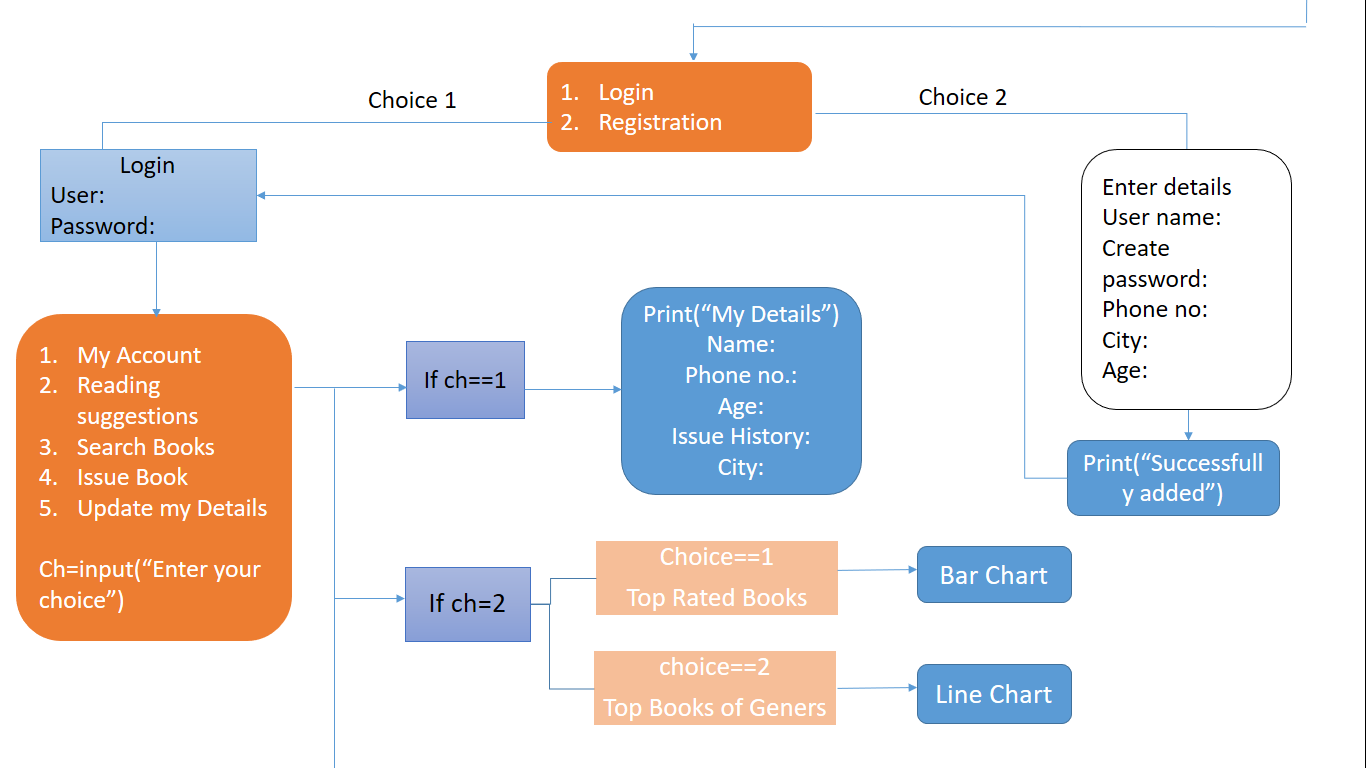 1. Login
2. Registration
Choice 1
Choice 2
Login
User:
Password:
Enter details
User name:
Create
password:
Phone no:
City:
Age:
Print(“Successfull
y added”)
1. My Account
2. Reading
suggestions
3. Search Books
4. Issue Book
5. Update my Details
Ch=input(“Enter your
choice”)
If ch==1
Print(“My Details”)
Name:
Phone no.:
Age:
Issue History:
City:
If ch=2
Choice==1
Top Rated Books
Bar Chart
choice==2
Top Books of Geners
Line Chart